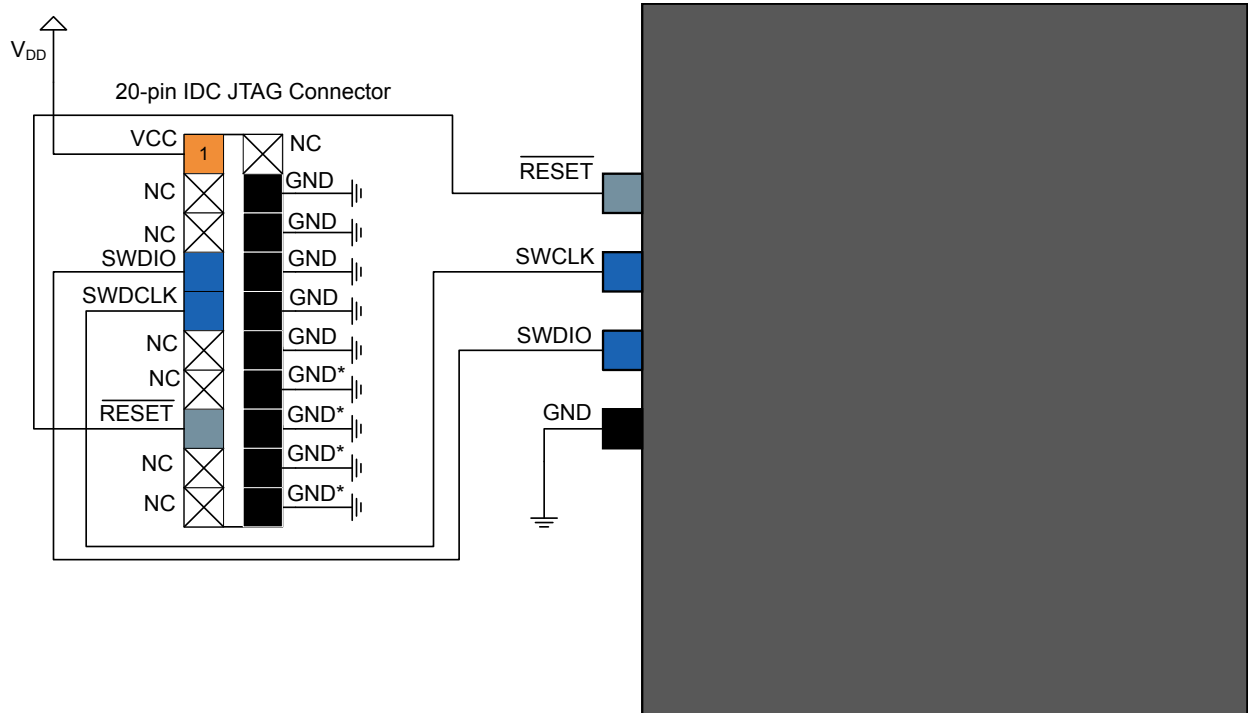 VDD
20-pin IDC JTAG Connector
VCC
1
NC
NC
GND
NC
GND
SWDIO
GND
SWDCLK
GND
NC
GND
NC
GND*
RESET
GND*
NC
GND*
NC
GND*
RESET
SWCLK
SWDIO
GND